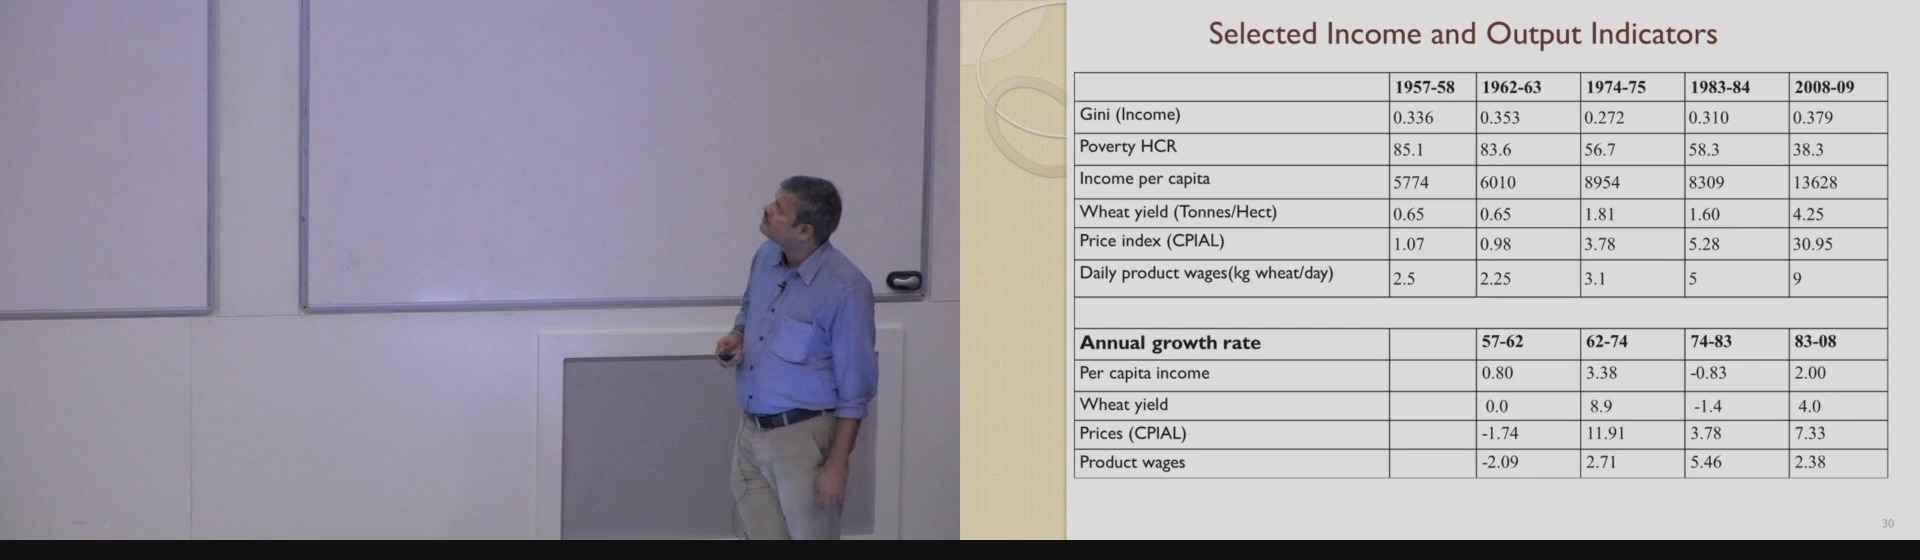 Selected Income and Output Indicators
1957-58 1962-63 1974-75 1983-84 2008-09
Gini (Income) 0.336 0.353 0.272 0.310 0.379
Poverty HCR 85.1 83.6 56.7 58.3 38.3
Income per capita 5774 6010 8954 8309 13628
Wheat yield (Tonnes/Hect) 0.65 0.65 1.81 1.60 4.25
Price index (CPIAL) 1.07 0.98 3.78 5.28 30.95
Daily product wages(kg wheat/day) 2.5 2.25 3.1 5 9
Annual growth rate 57-62 62-74 74-83 83-08
Per capita income 0.80 3.38 -0.83 2.00
Wheat yield 0.0 8.9 -1.4 4.0
Prices (CPIAL) -1.74 11.91 3.78 7.33
Product wages -2.09 2.71 5.46 2.38
30